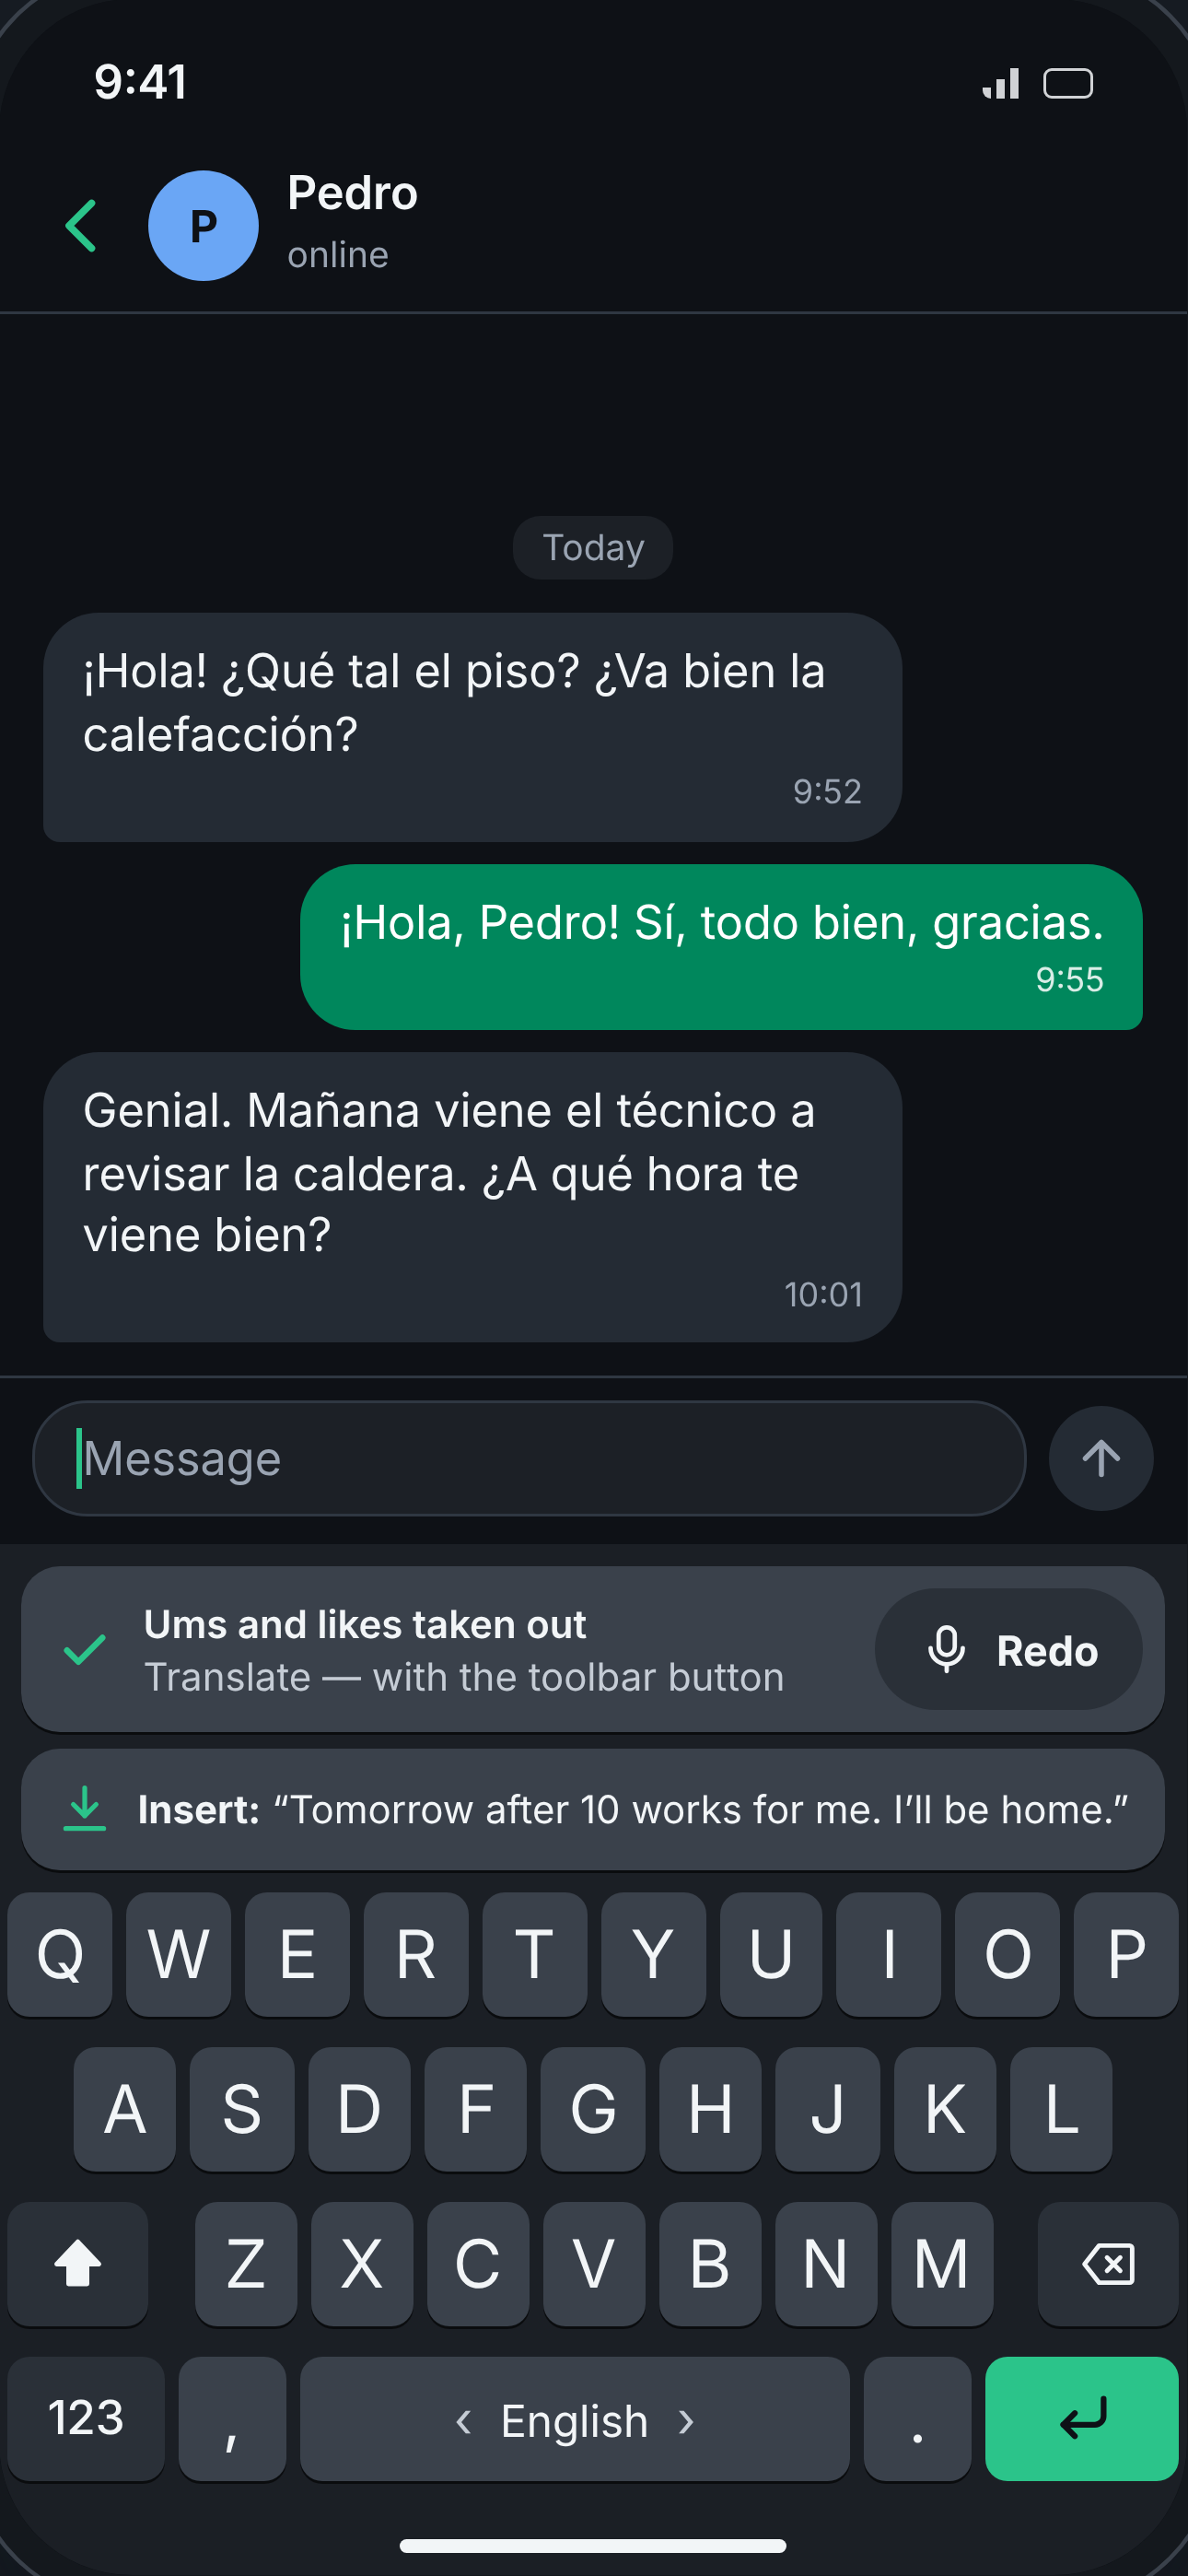 9:41
P
Pedro
online
Today
¡Hola! ¿Qué tal el piso? ¿Va bien la
calefacción?
9:52
¡Hola, Pedro! Sí, todo bien, gracias.
9:55
Genial. Mañana viene el técnico a
revisar la caldera. ¿A qué hora te
viene bien?
10:01
Message
Ums and likes taken out
Translate — with the toolbar button
Redo
Insert: “Tomorrow after 10 works for me. I’ll be home.”
Q W E R T Y U I O P
A S D F G H J K L
Z X C V B N M
123 , ‹ English › .